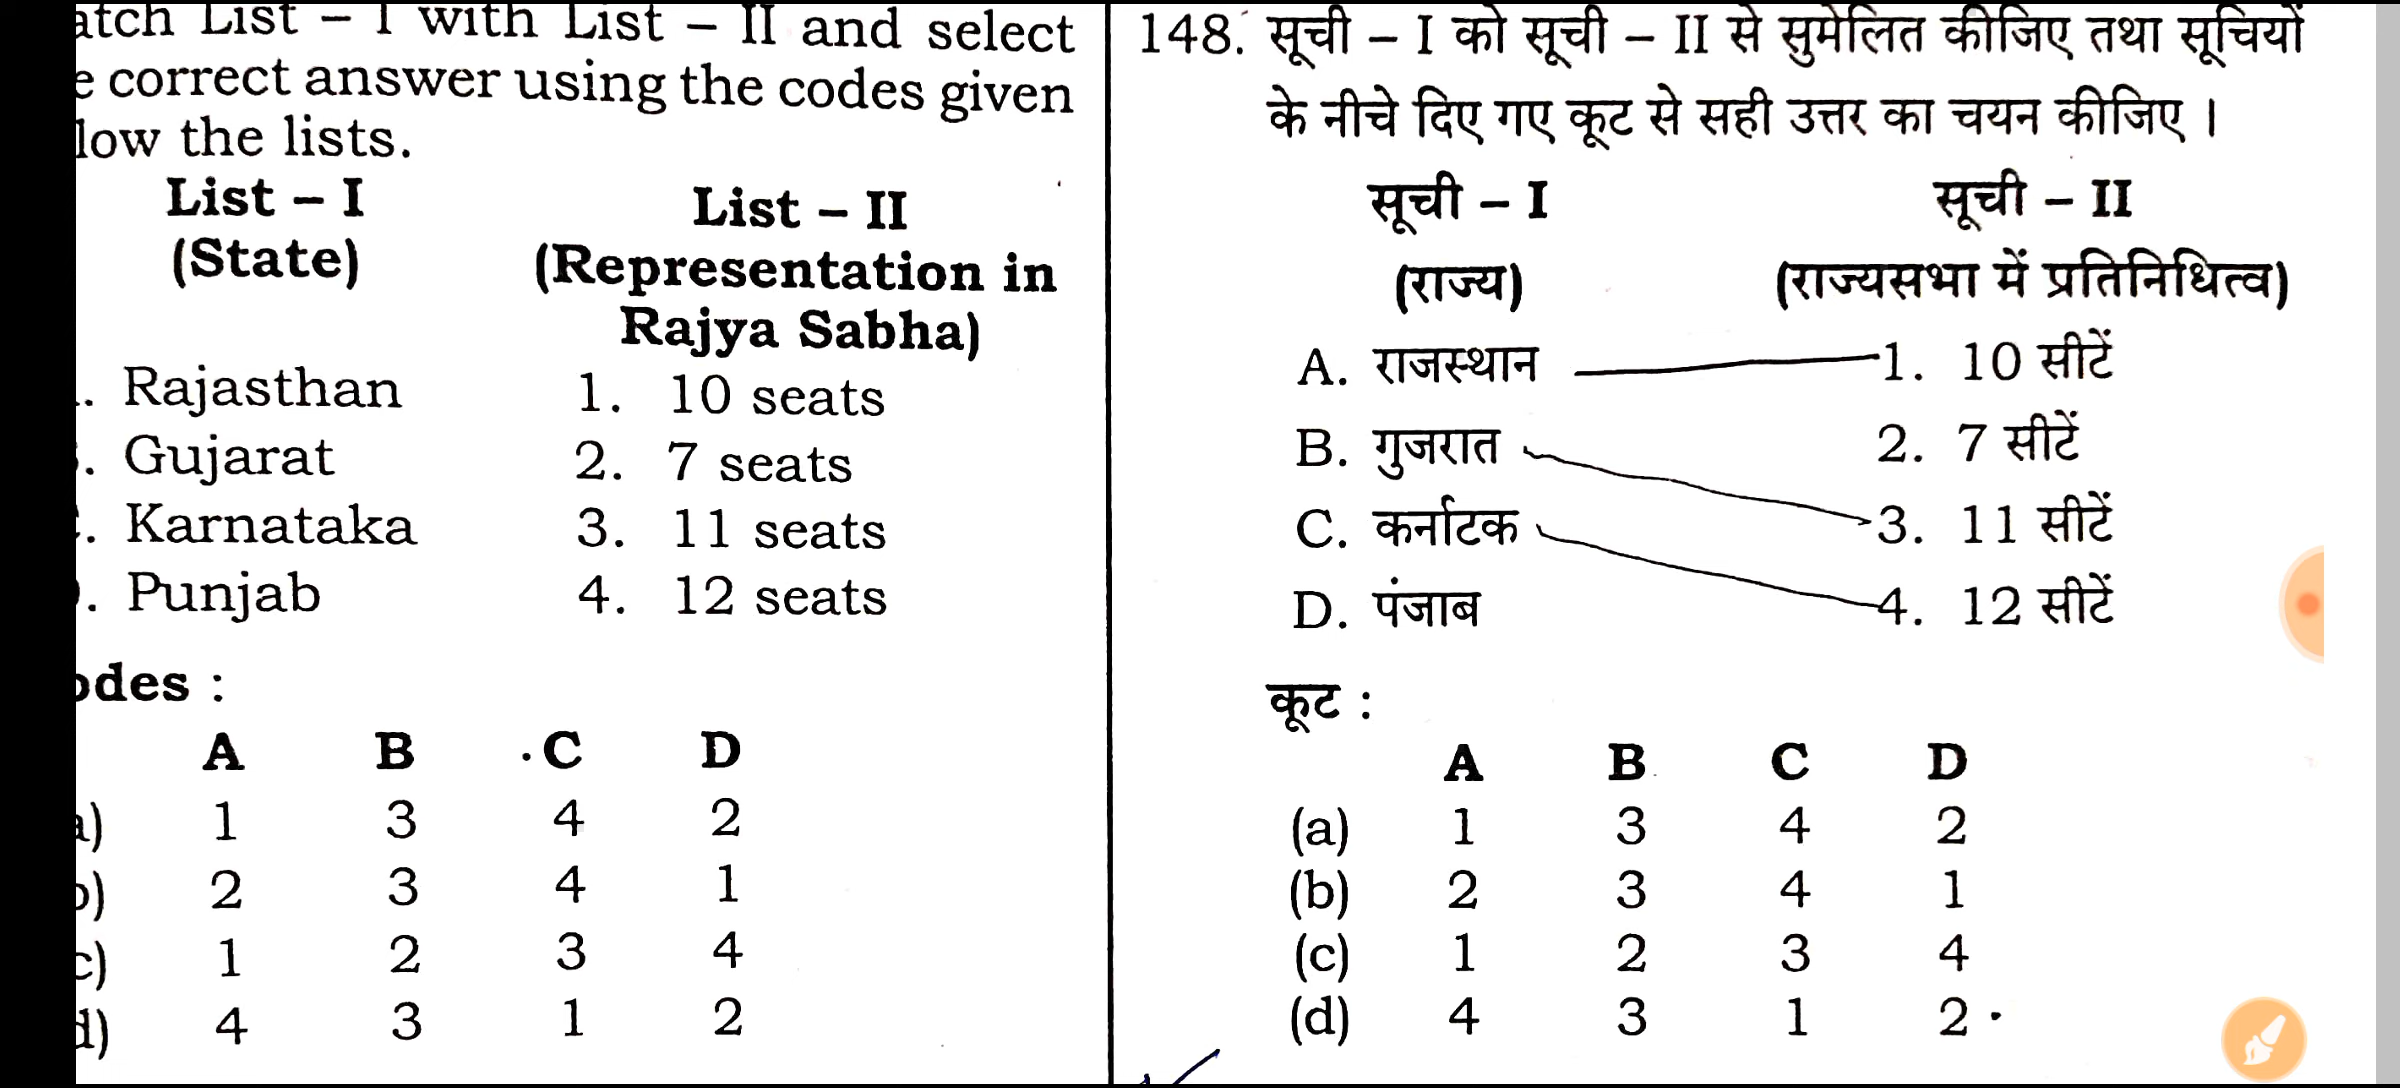 atch List – I with List – II and select
e correct answer using the codes given
low the lists.
List – I List – II
(State) (Representation in
Rajya Sabha)
. Rajasthan 1. 10 seats
. Gujarat 2. 7 seats
. Karnataka 3. 11 seats
. Punjab 4. 12 seats
odes :
A B C D
a) 1 3 4 2
b) 2 3 4 1
c) 1 2 3 4
d) 4 3 1 2
148. सूची – I को सूची – II से सुमेलित कीजिए तथा सूचियों
के नीचे दिए गए कूट से सही उत्तर का चयन कीजिए ।
सूची – I सूची – II
(राज्य) (राज्यसभा में प्रतिनिधित्व)
A. राजस्थान 1. 10 सीटें
B. गुजरात 2. 7 सीटें
C. कर्नाटक 3. 11 सीटें
D. पंजाब 4. 12 सीटें
कूट :
A B C D
(a) 1 3 4 2
(b) 2 3 4 1
(c) 1 2 3 4
(d) 4 3 1 2